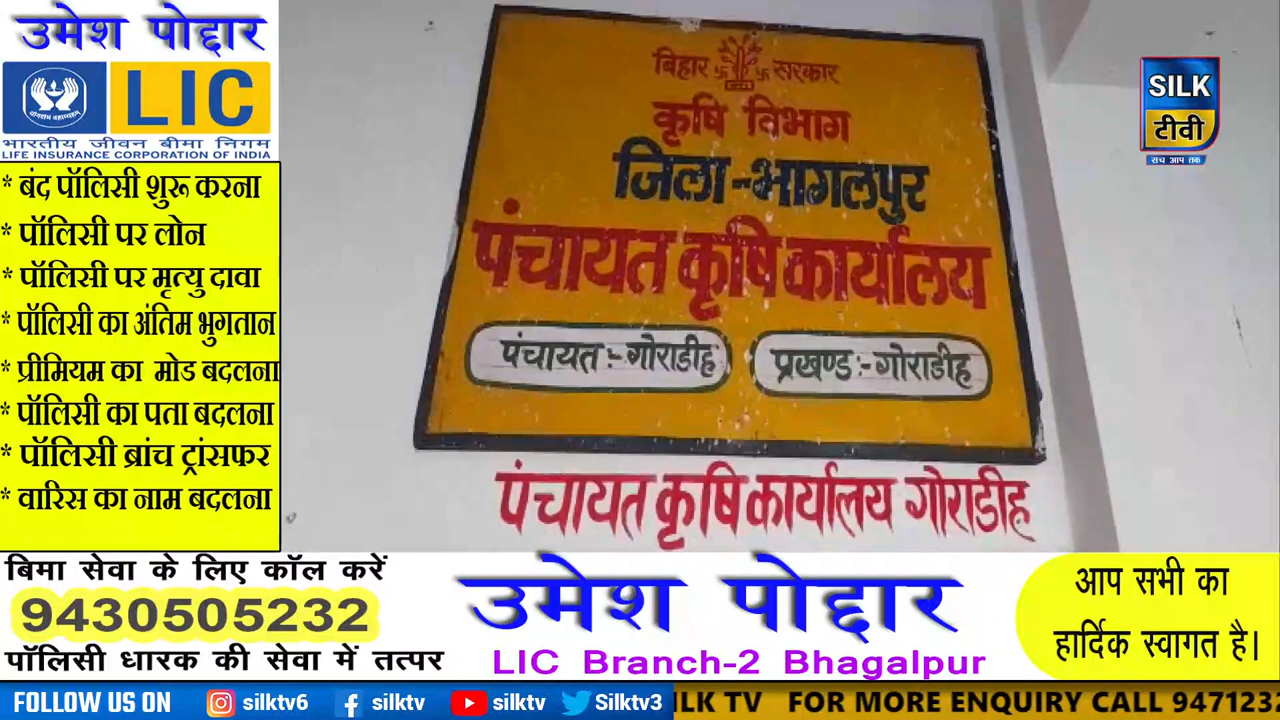 उमेश पोद्दार
LIC
भारतीय जीवन बीमा निगम
LIFE INSURANCE CORPORATION OF INDIA
* बंद पॉलिसी शुरू करना
* पॉलिसी पर लोन
* पॉलिसी पर मृत्यु दावा
* पॉलिसी का अंतिम भुगतान
* प्रीमियम का मोड बदलना
* पॉलिसी का पता बदलना
* पॉलिसी ब्रांच ट्रांसफर
* वारिस का नाम बदलना
बिहार सरकार
कृषि विभाग
जिला-भागलपुर
पंचायत कृषि कार्यालय
पंचायत :- गोराडीह
प्रखण्ड :- गोराडीह
पंचायत कृषि कार्यालय गोराडीह
SILK
टीवी
सच आप तक
बिमा सेवा के लिए कॉल करें
9430505232
पॉलिसी धारक की सेवा में तत्पर
उमेश पोद्दार
LIC Branch-2 Bhagalpur
आप सभी का
हार्दिक स्वागत है।
FOLLOW US ON silktv6 silktv silktv Silktv3 LK TV FOR MORE ENQUIRY CALL 947123